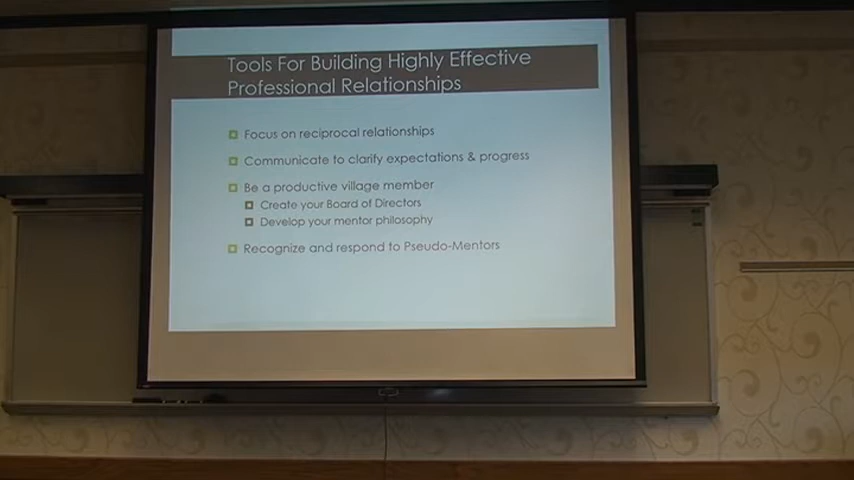 Tools For Building Highly Effective
Professional Relationships
Focus on reciprocal relationships
Communicate to clarify expectations & progress
Be a productive village member
Create your Board of Directors
Develop your mentor philosophy
Recognize and respond to Pseudo-Mentors